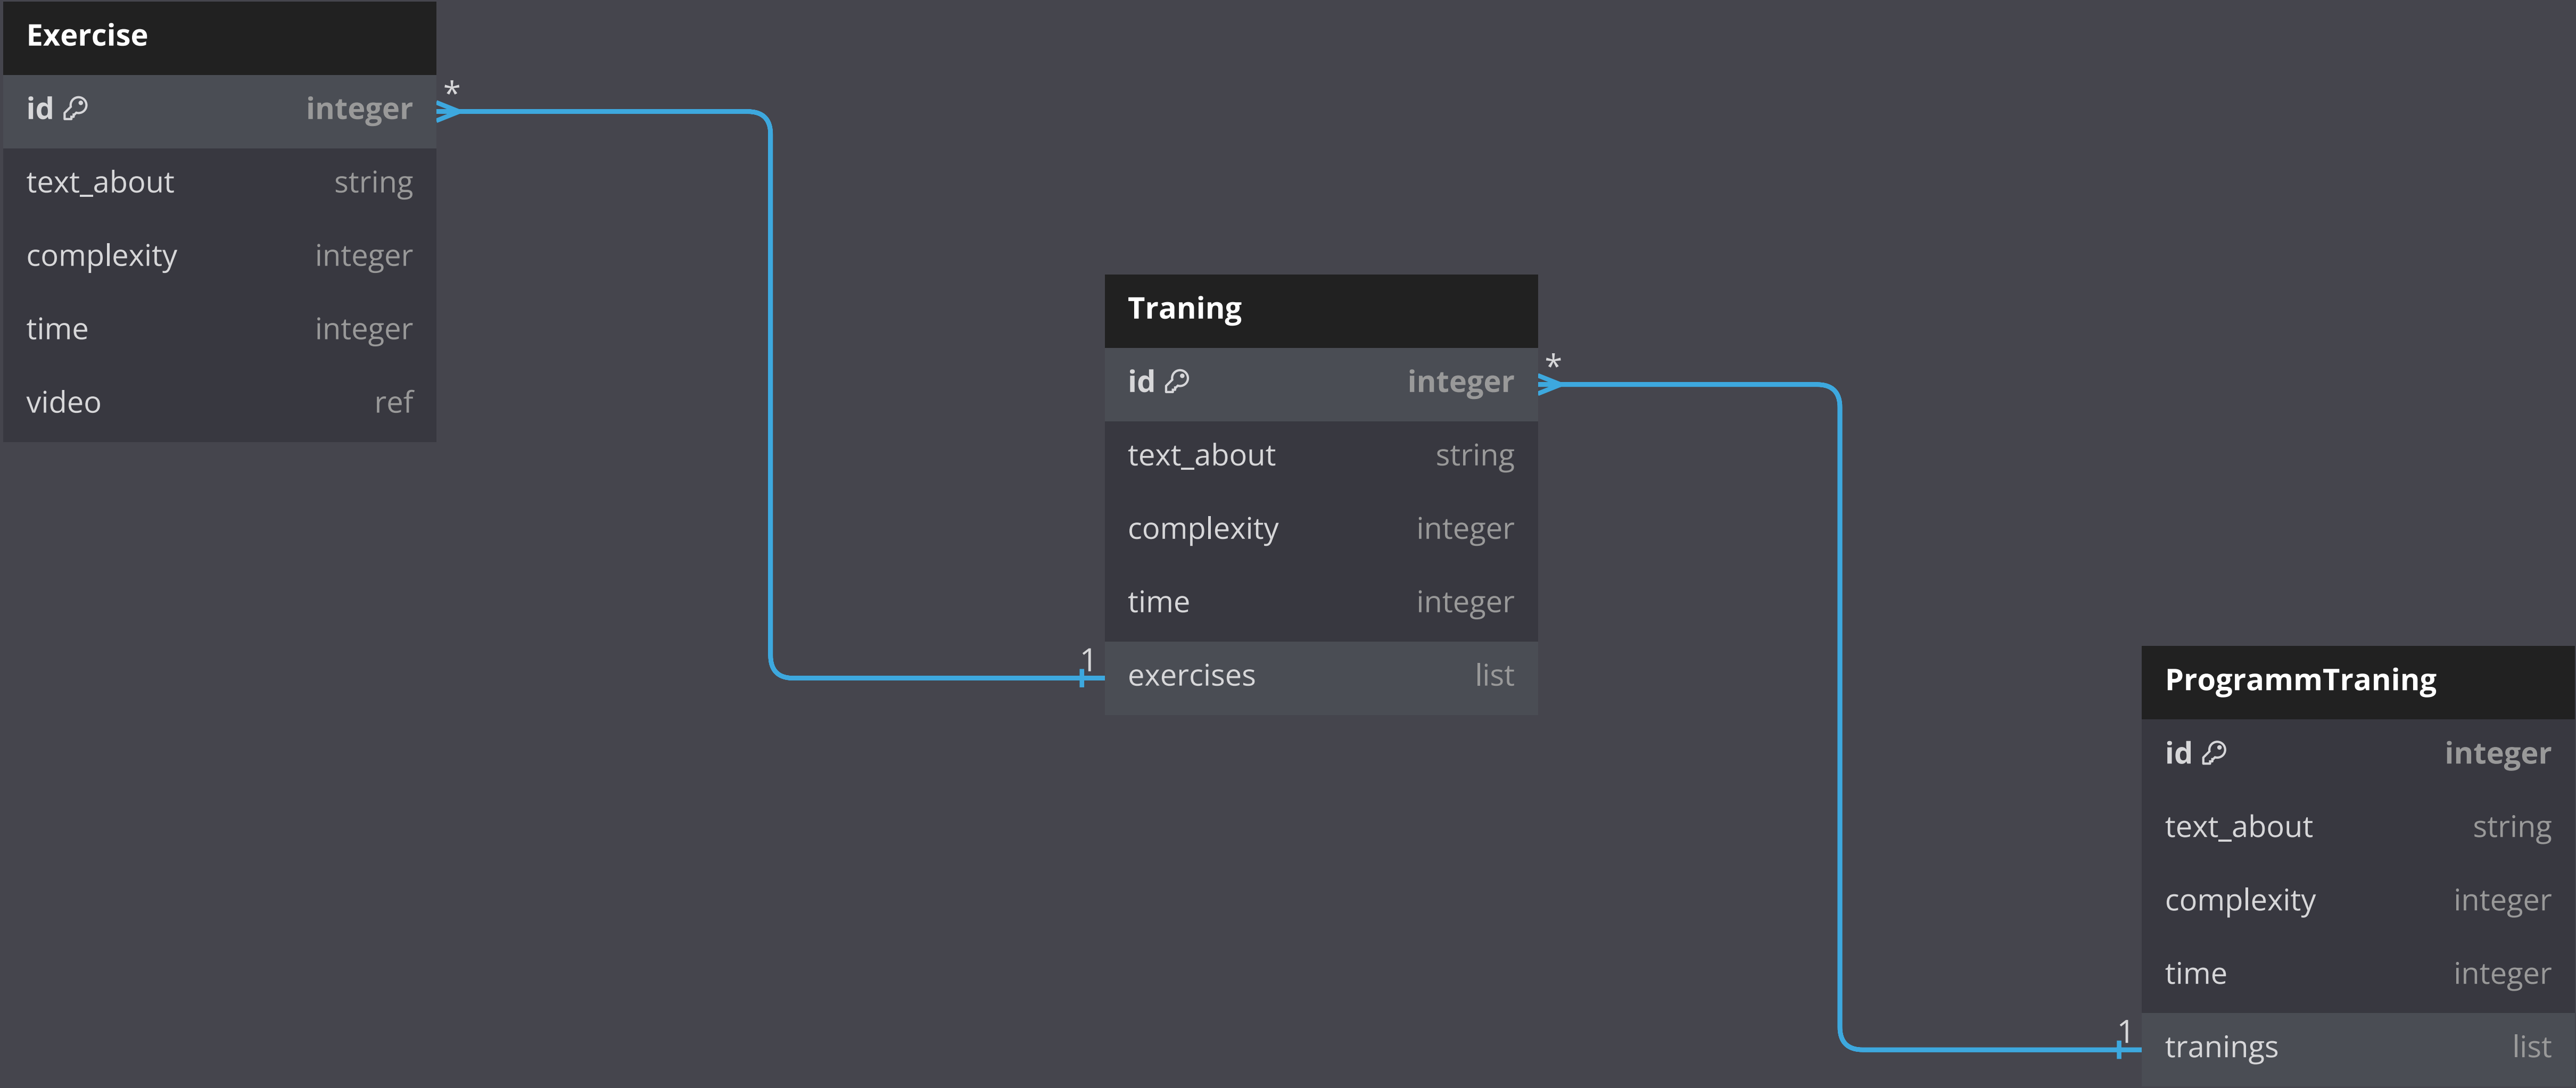 Exercise
id integer
text_about string
complexity integer
time integer
video ref
*
1
Traning
id integer
text_about string
complexity integer
time integer
exercises list
*
1
ProgrammTraning
id integer
text_about string
complexity integer
time integer
tranings list